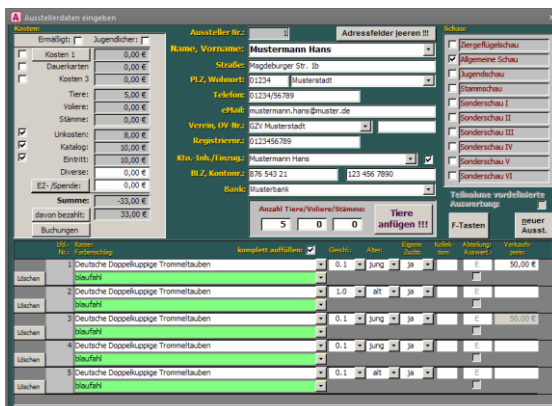 Ausstellerdaten eingeben
Kosten:
Ermäßigt:
Jugendlicher:
Kosten 1
0,00 €
Dauerkarten
0,00 €
Kosten 3
0,00 €
Tiere:
5,00 €
Voliere:
0,00 €
Stämme:
0,00 €
Unkosten:
8,00 €
Katalog:
10,00 €
Eintritt:
10,00 €
Diverse:
0,00 €
EZ- /Spende:
0,00 €
Summe:
-33,00 €
davon bezahlt:
33,00 €
Buchungen
Aussteller Nr.:
1
Adressfelder leeren !!!
Name, Vorname:
Mustermann Hans
Straße:
Magdeburger Str. 1b
PLZ, Wohnort:
01234
Musterstadt
Telefon:
01234/56789
eMail:
mustermann.hans@muster.de
Verein, OV-Nr.:
GZV Musterstadt
Registriernr.:
0123456789
Kto.-Inh./Einzug.:
Mustermann Hans
BLZ, Kontonr.:
876 543 21
123 456 7890
Bank:
Musterbank
Anzahl Tiere/Voliere/Stämme:
5
0
0
Tiere
anfügen !!!
Schau:
Ziergeflügelschau
Allgemeine Schau
Jugendschau
Stammschau
Sonderschau I
Sonderschau II
Sonderschau III
Sonderschau IV
Sonderschau V
Sonderschau VI
Teilnahme vordefinierte
Auswertung:
F-Tasten
neuer
Ausst.
Lfd.-
Nr.:
Rasse:
Farbenschlag:
komplett auffüllen:
Geschl.:
Alter:
Eigene
Zucht:
Kollek-
tion:
Abteilung:
Auswert.:
Verkaufs-
preis:
1
Deutsche Doppelkuppige Trommeltauben
0.1
jung
ja
E
50,00 €
Löschen
blaufahl
2
Deutsche Doppelkuppige Trommeltauben
1.0
alt
ja
E
Löschen
blaufahl
3
Deutsche Doppelkuppige Trommeltauben
0.1
jung
ja
E
50,00 €
Löschen
blaufahl
4
Deutsche Doppelkuppige Trommeltauben
0.1
jung
ja
E
Löschen
blaufahl
5
Deutsche Doppelkuppige Trommeltauben
0.1
alt
ja
E
Löschen
blaufahl